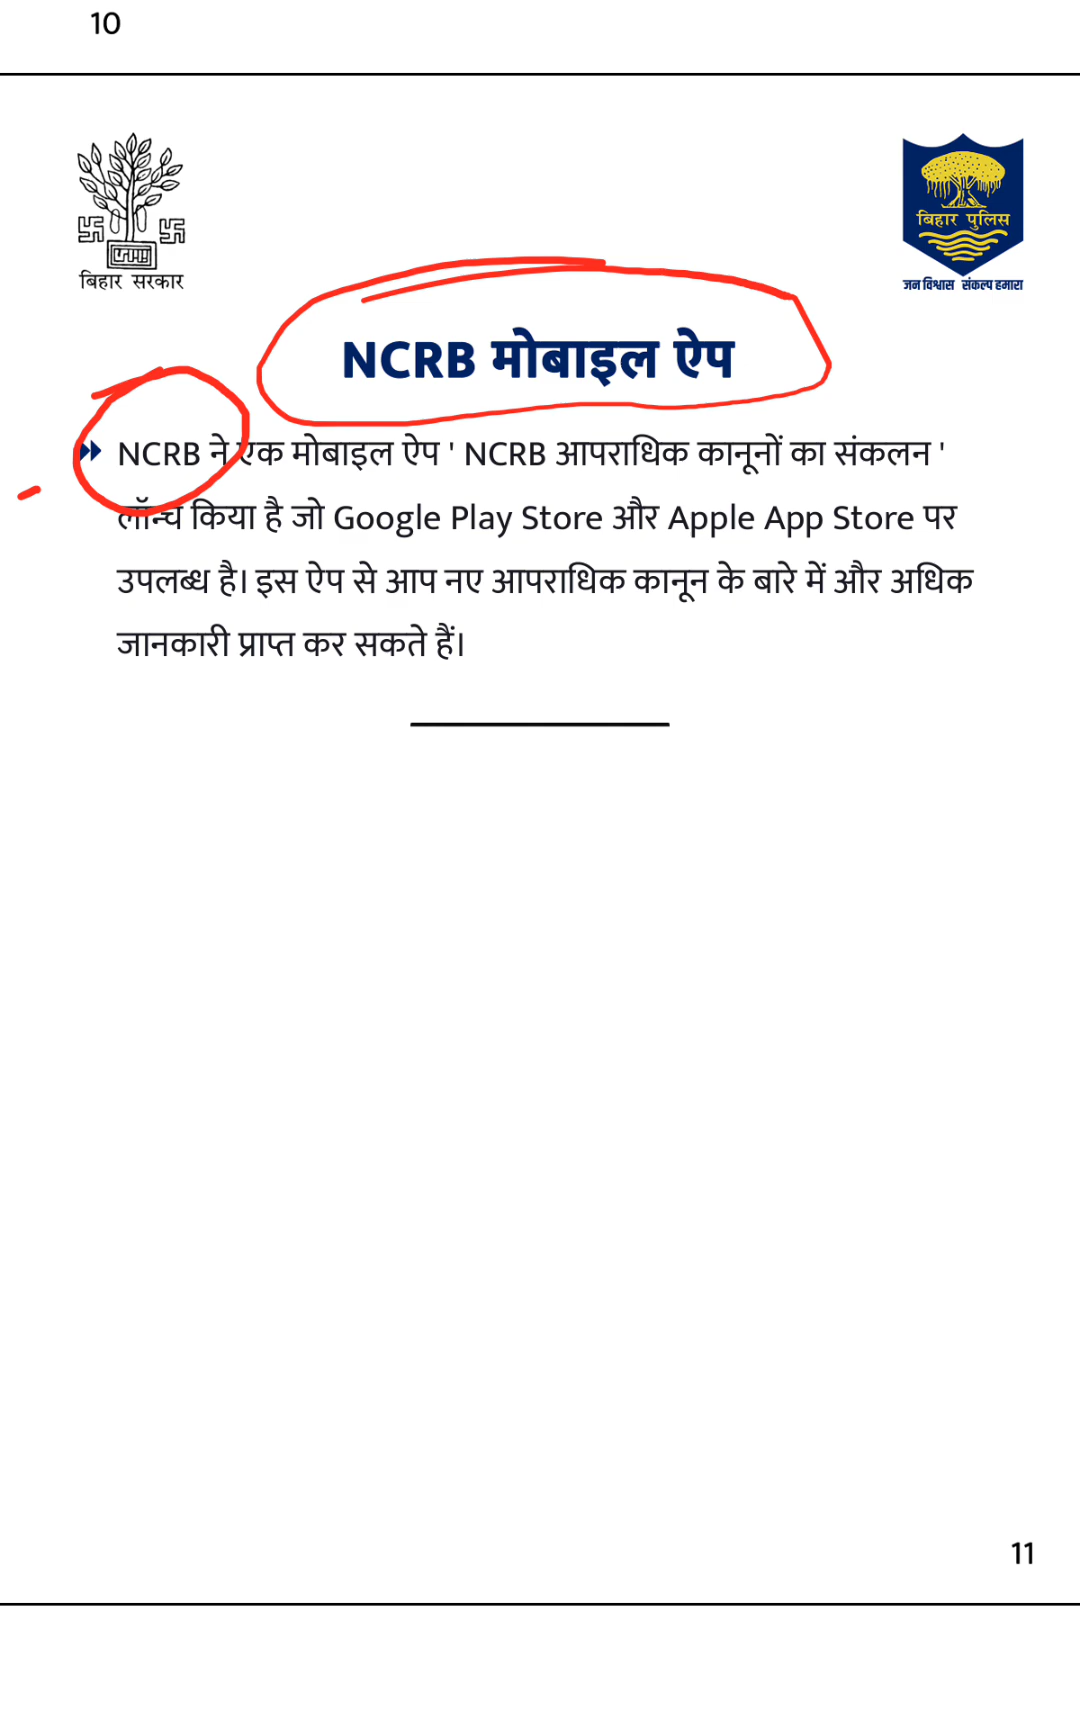 10
बिहार सरकार
बिहार पुलिस
जन विश्वास संकल्प हमारा
NCRB मोबाइल ऐप
NCRB ने एक मोबाइल ऐप ' NCRB आपराधिक कानूनों का संकलन '
लॉन्च किया है जो Google Play Store और Apple App Store पर
उपलब्ध है। इस ऐप से आप नए आपराधिक कानून के बारे में और अधिक
जानकारी प्राप्त कर सकते हैं।
11